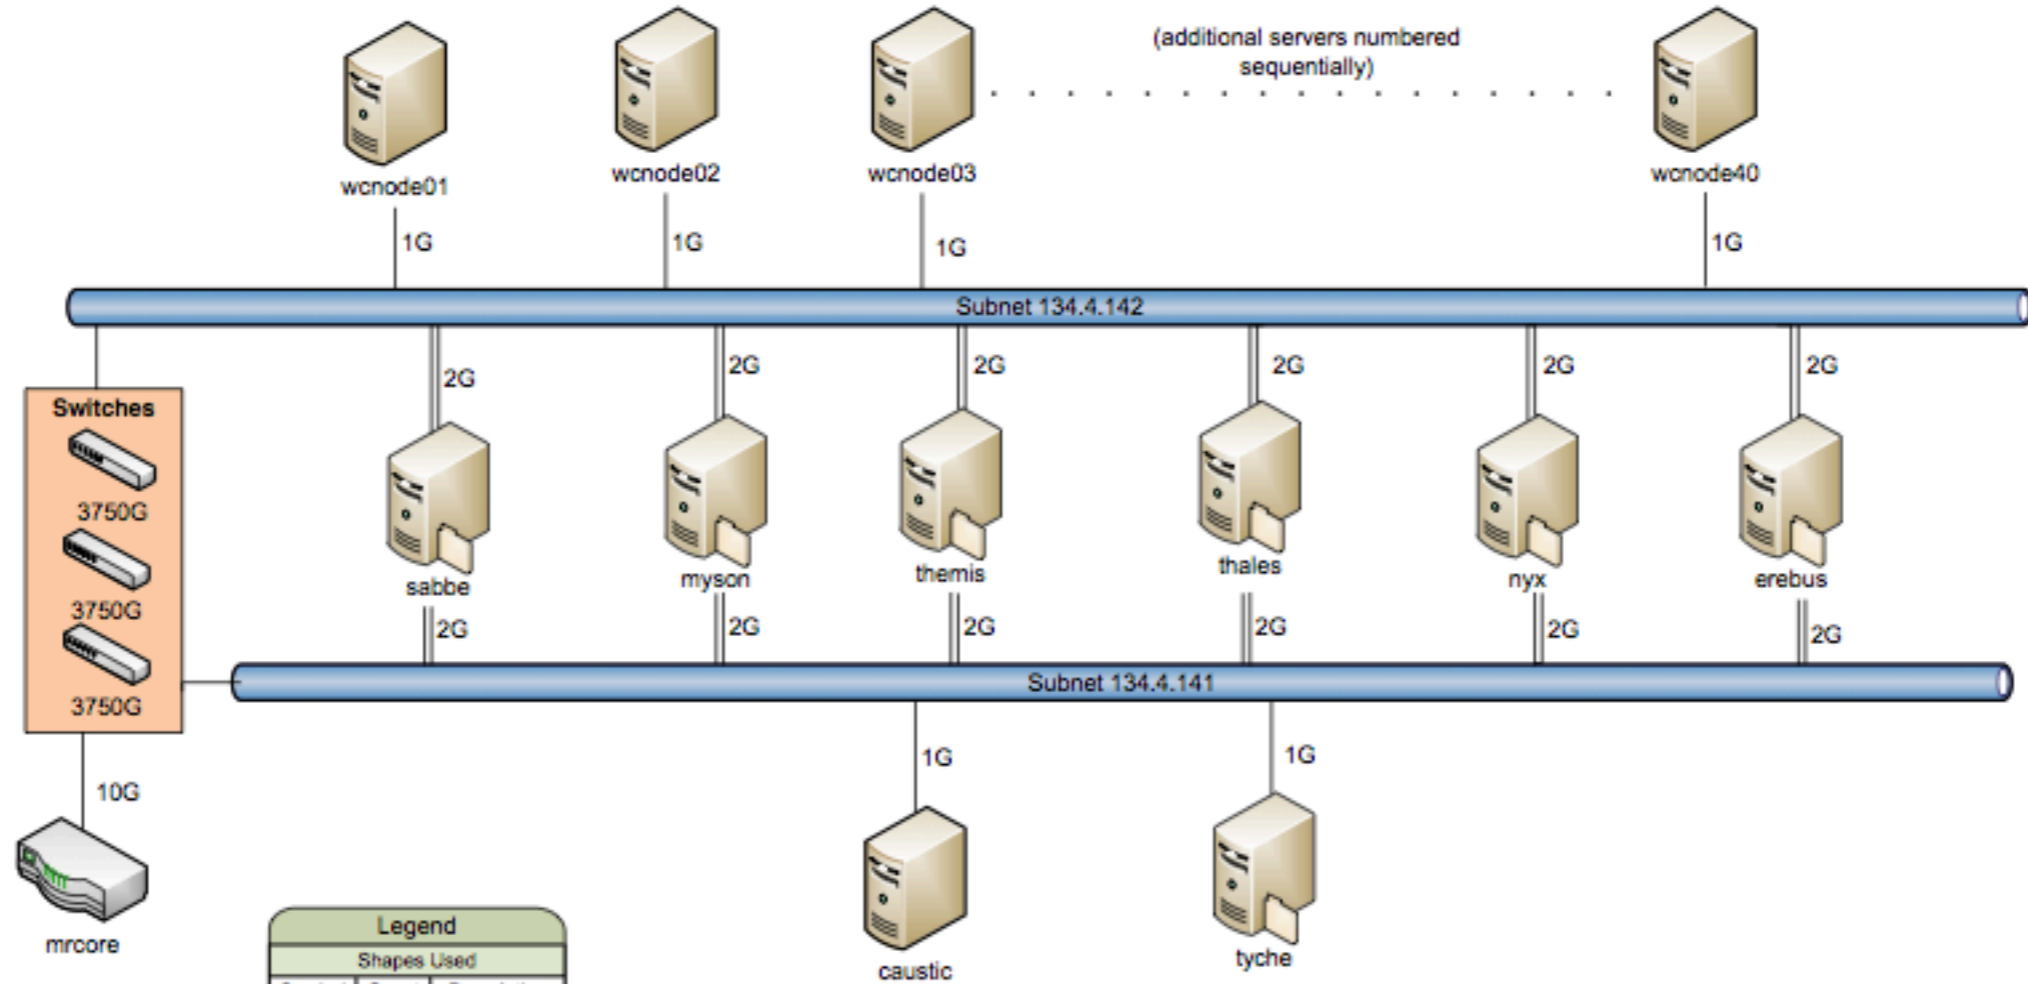 (additional servers numbered
sequentially)
wcnode01
wcnode02
wcnode03
wcnode40
1G
1G
1G
1G
Subnet 134.4.142
2G
2G
2G
2G
2G
2G
Switches
3750G
3750G
3750G
sabbe
myson
themis
thales
nyx
erebus
2G
2G
2G
2G
2G
2G
Subnet 134.4.141
1G
1G
10G
mrcore
caustic
tyche
Legend
Shapes Used